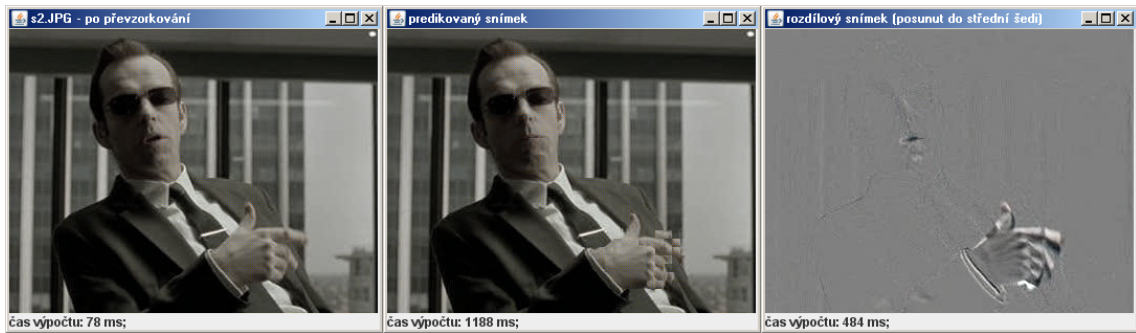 s2.JPG - po převzorkování
predikovaný snímek
rozdílový snímek (posunut do střední šedi)
čas výpočtu: 78 ms;
čas výpočtu: 1188 ms;
čas výpočtu: 484 ms;